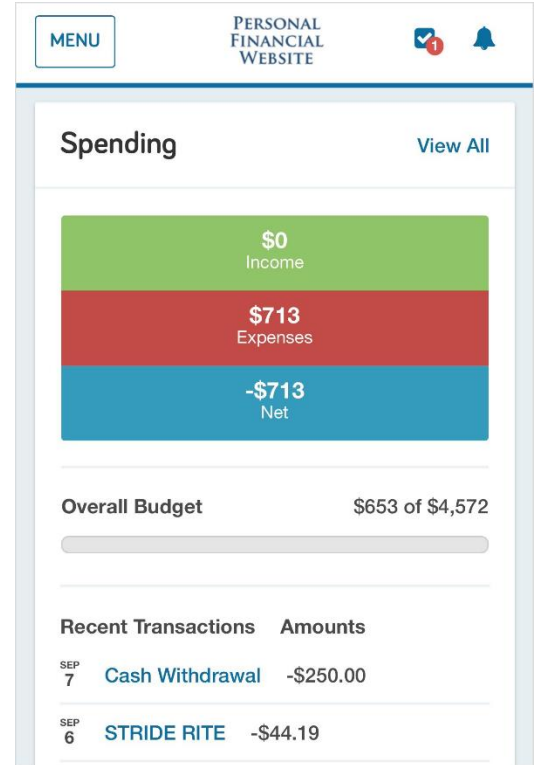 MENU
PERSONAL
FINANCIAL
WEBSITE
1
Spending
View All
$0
Income
$713
Expenses
-$713
Net
Overall Budget
$653 of $4,572
Recent Transactions Amounts
SEP
7
Cash Withdrawal -$250.00
SEP
6
STRIDE RITE -$44.19